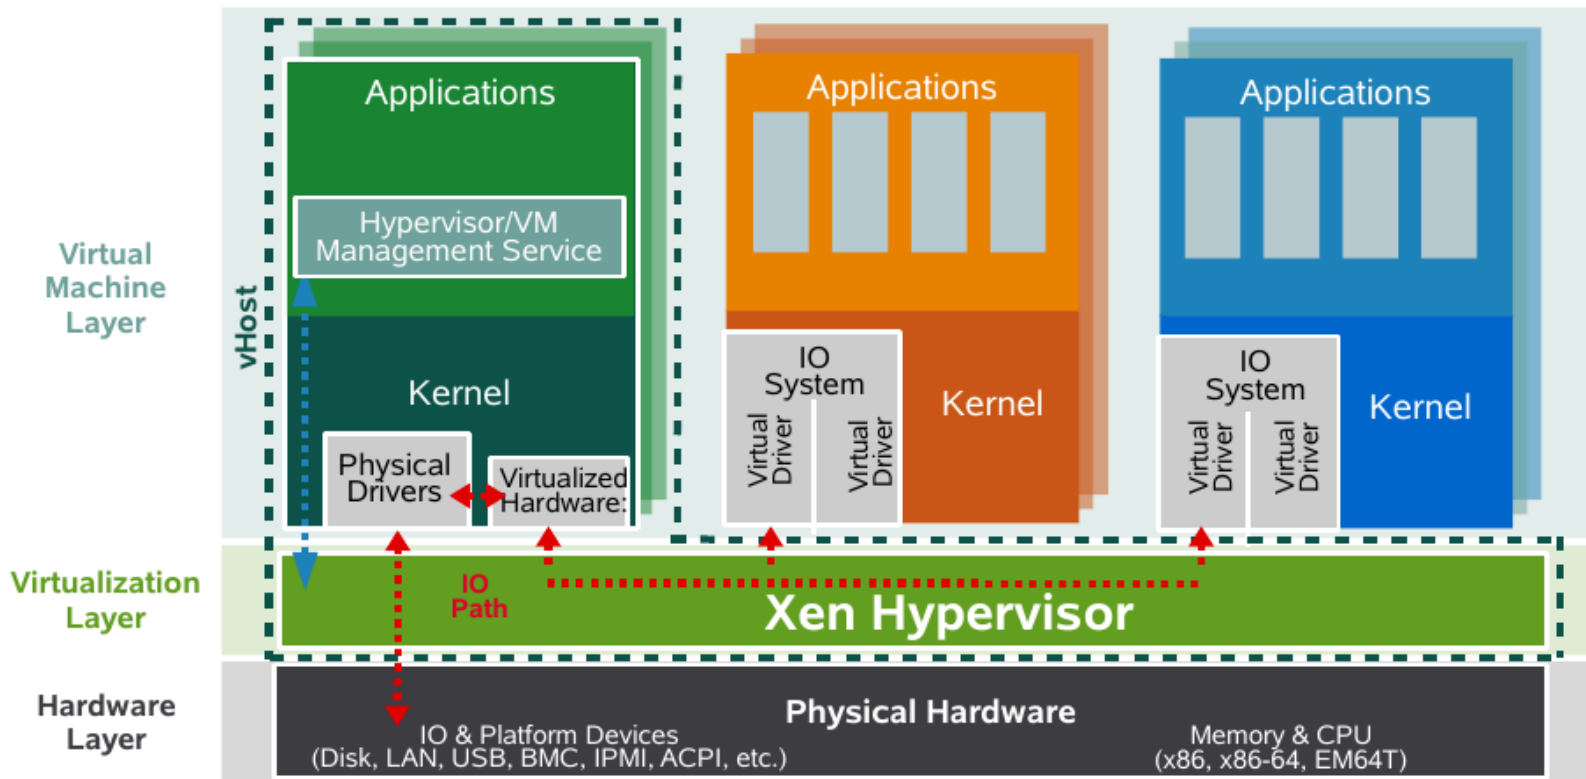 Virtual
Machine
Layer
vHost
Applications
Hypervisor/VM
Management Service
Kernel
Physical
Drivers
Virtualized
Hardware:
Applications
IO
System
Virtual
Driver
Virtual
Driver
Kernel
Applications
IO
System
Virtual
Driver
Virtual
Driver
Kernel
Virtualization
Layer
IO
Path
Xen Hypervisor
Hardware
Layer
Physical Hardware
IO & Platform Devices
(Disk, LAN, USB, BMC, IPMI, ACPI, etc.)
Memory & CPU
(x86, x86-64, EM64T)